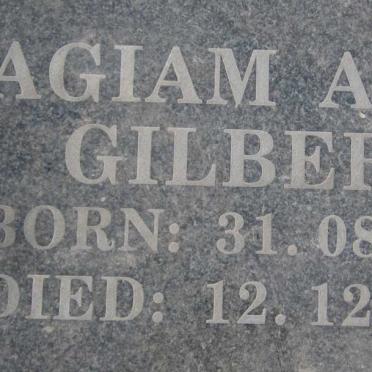 AGIAM A
GILBER
BORN: 31.08
DIED: 12.12